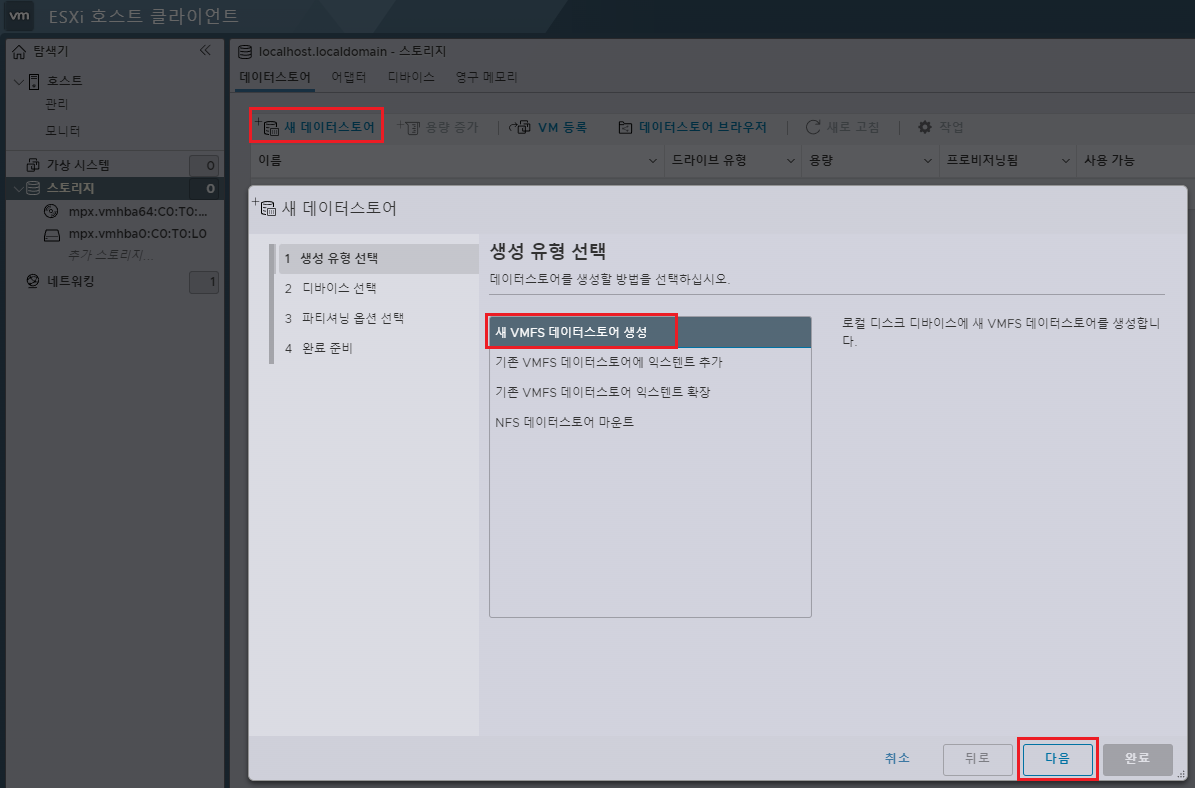 vm ESXi 호스트 클라이언트
탐색기
호스트
관리
모니터
가상 시스템 0
스토리지 0
mpx.vmhba64:C0:T0:...
mpx.vmhba0:C0:T0:L0
추가 스토리지...
네트워킹 1
localhost.localdomain - 스토리지
데이터스토어 어댑터 디바이스 영구 메모리
새 데이터스토어 용량 증가 VM 등록 데이터스토어 브라우저 새로 고침 작업
이름 드라이브 유형 용량 프로비저닝됨 사용 가능
새 데이터스토어
1 생성 유형 선택
2 디바이스 선택
3 파티셔닝 옵션 선택
4 완료 준비
생성 유형 선택
데이터스토어를 생성할 방법을 선택하십시오.
새 VMFS 데이터스토어 생성
기존 VMFS 데이터스토어에 익스텐트 추가
기존 VMFS 데이터스토어 익스텐트 확장
NFS 데이터스토어 마운트
로컬 디스크 디바이스에 새 VMFS 데이터스토어를 생성합니
다.
취소 뒤로 다음 완료